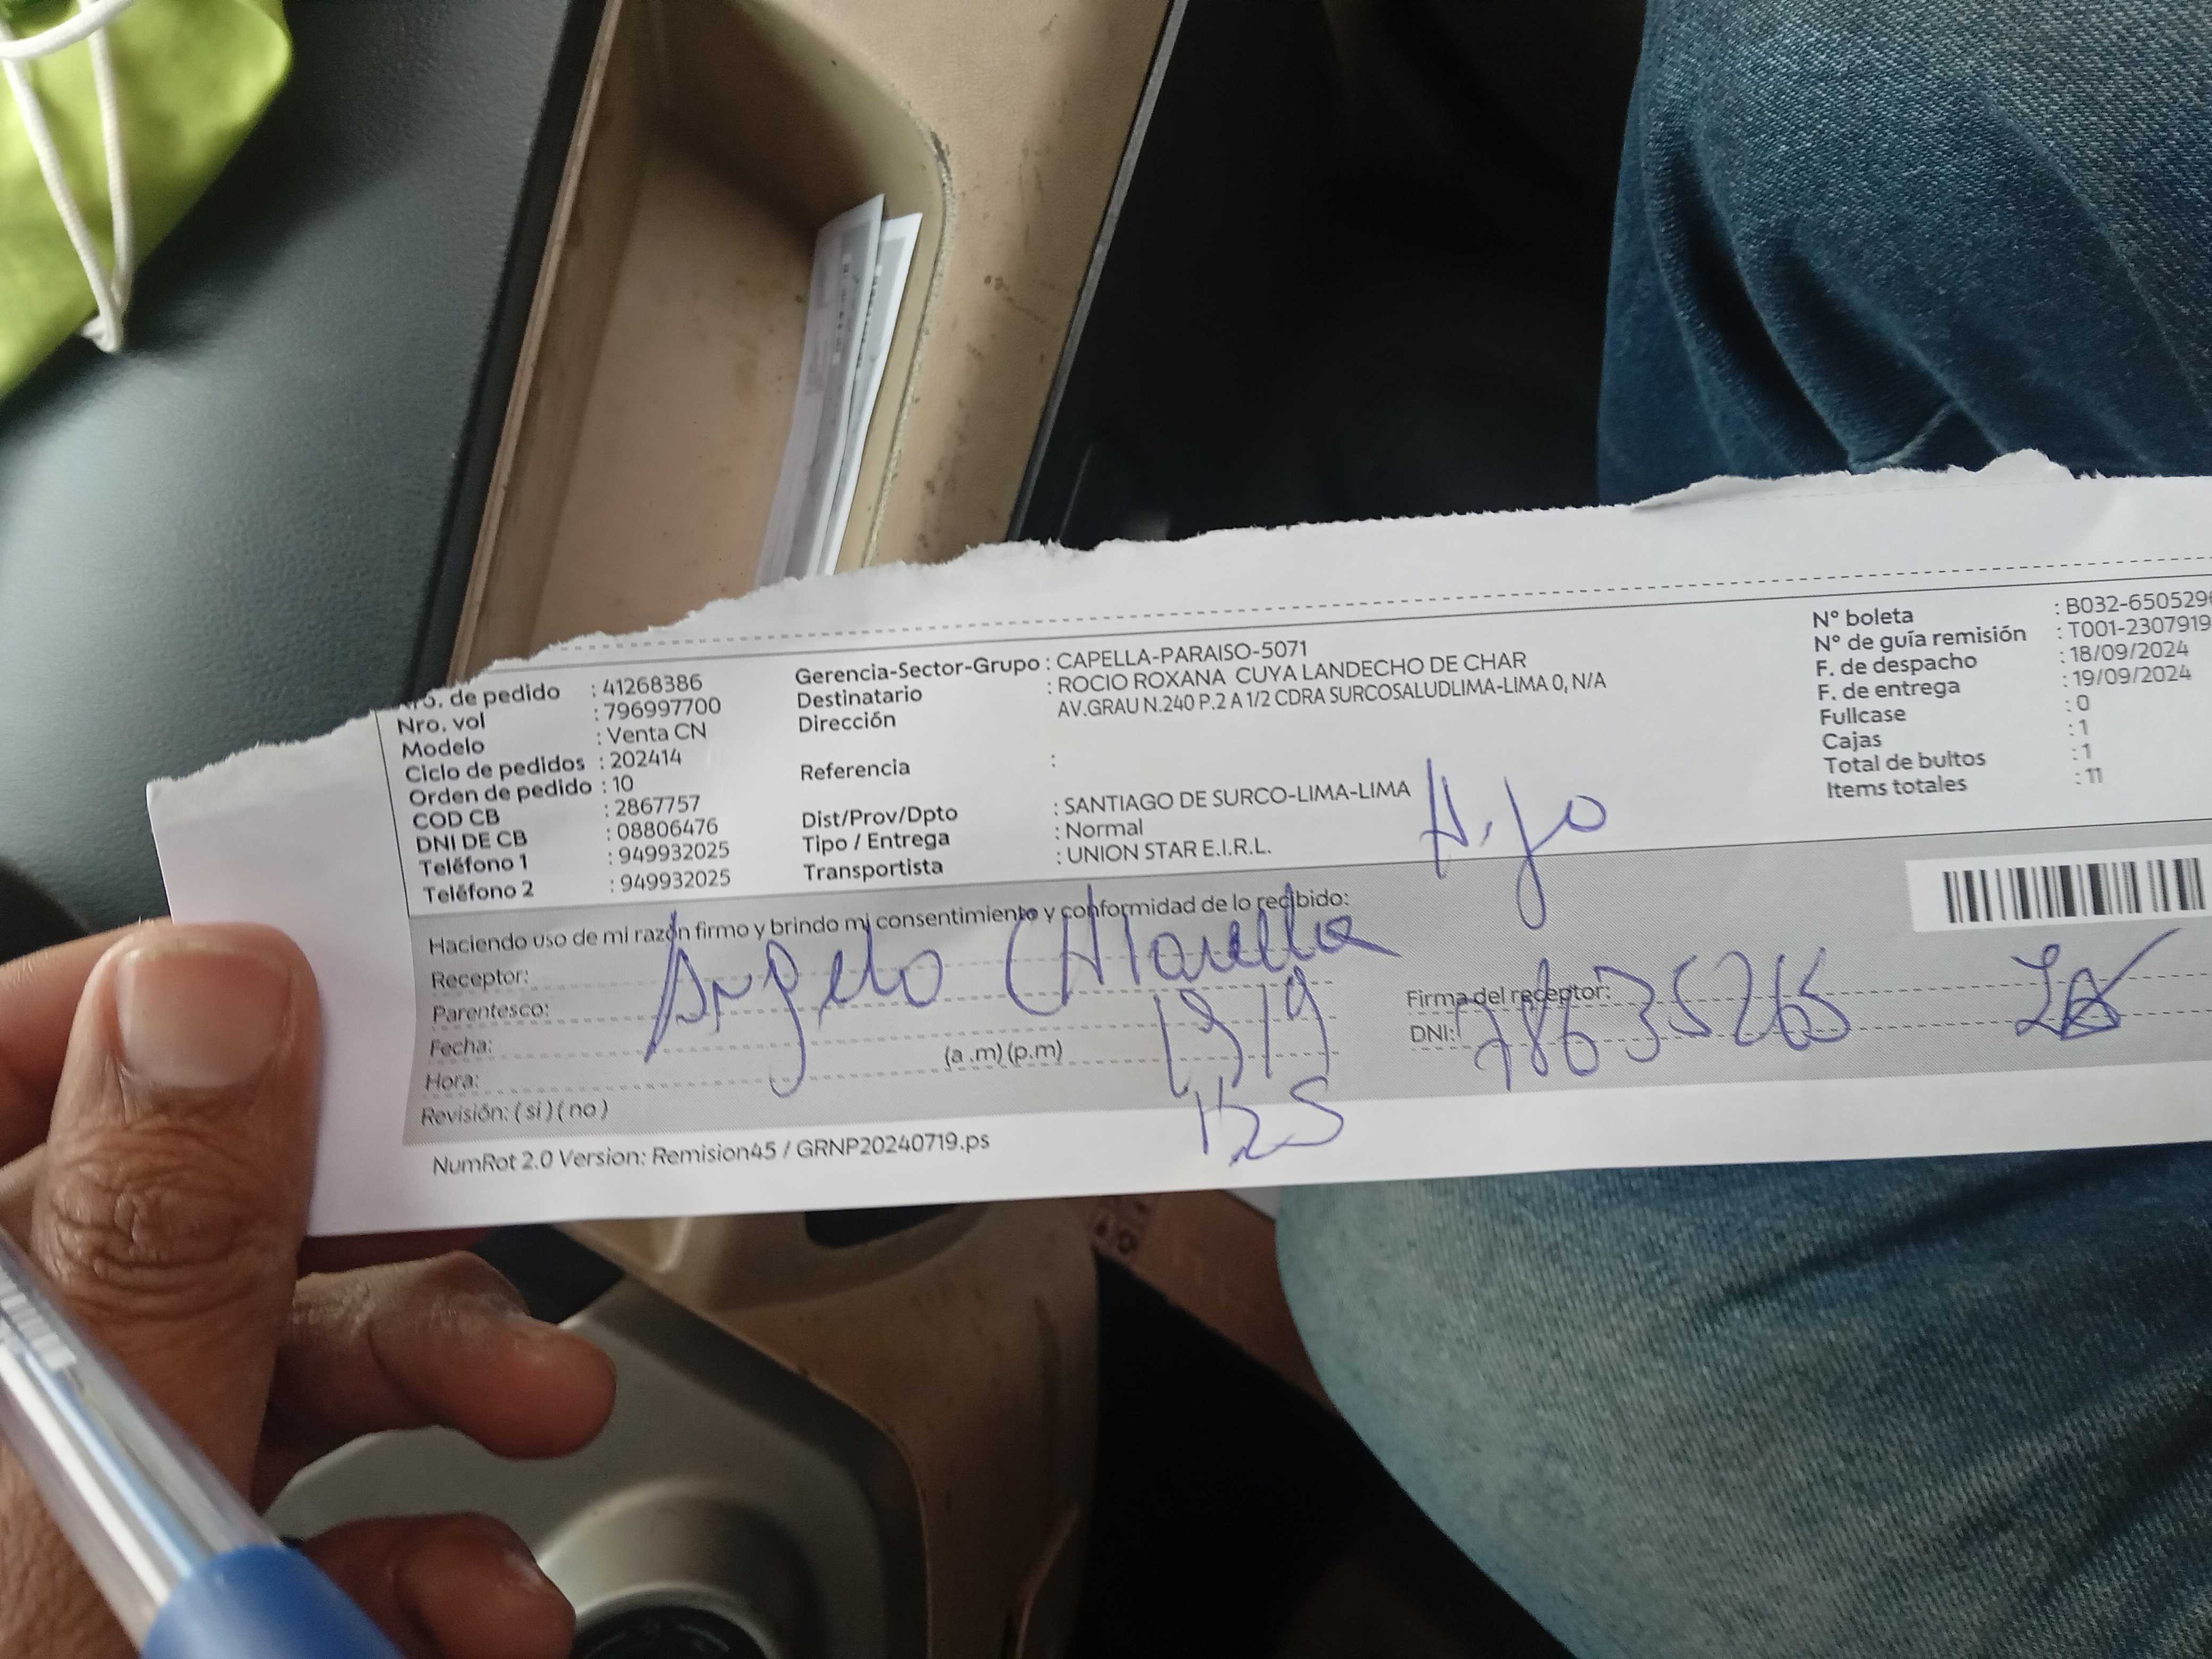 Nro. de pedido : 41268386
Nro. vol : 796997700
Modelo : Venta CN
Ciclo de pedidos : 202414
Orden de pedido : 10
COD CB : 2867757
DNI DE CB : 08806476
Teléfono 1 : 949932025
Teléfono 2 : 949932025
Gerencia-Sector-Grupo : CAPELLA-PARAISO-5071
Destinatario : ROCIO ROXANA CUYA LANDECHO DE CHAR
Dirección AV.GRAU N.240 P.2 A 1/2 CDRA SURCOSALUDLIMA-LIMA 0, N/A
Referencia :
Dist/Prov/Dpto : SANTIAGO DE SURCO-LIMA-LIMA
Tipo / Entrega : Normal
Transportista : UNION STAR E.I.R.L.
N° boleta : B032-650529
N° de guía remisión : T001-2307919
F. de despacho : 18/09/2024
F. de entrega : 19/09/2024
Fullcase : 0
Cajas : 1
Total de bultos : 1
Items totales : 11
Haciendo uso de mi razón firmo y brindo mi consentimiento y conformidad de lo recibido:
Receptor: Angelo
Parentesco:
Fecha: 19/9
Hora: (a .m) (p.m) 125
Revisión: ( si ) ( no )
Firma del receptor:
DNI: 78635265
NumRot 2.0 Version: Remision45 / GRNP20240719.ps